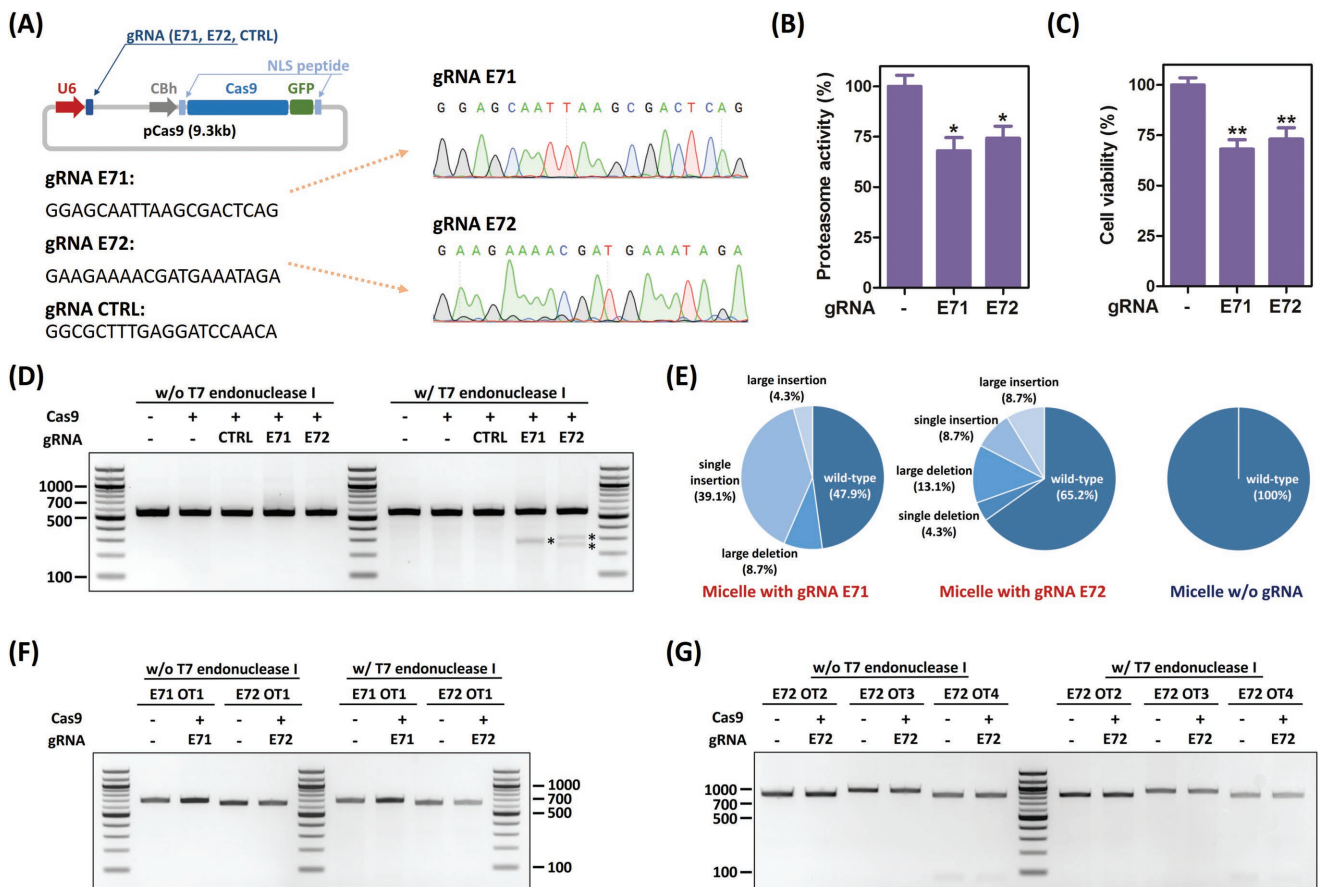 (A)
gRNA (E71, E72, CTRL)
NLS peptide
U6
CBh
Cas9
GFP
pCas9 (9.3kb)
gRNA E71:
GGAGCAATTAAGCGACTCAG
gRNA E72:
GAAGAAAACGATGAAATAGA
gRNA CTRL:
GGCGCTTTGAGGATCCAACA
gRNA E71
G G A G C A A T T A A G C G A C T C A G
gRNA E72
G A A G A A A A C G A T G A A A T A G A
(B)
Proteasome activity (%)
100
75
50
25
0
* *
gRNA - E71 E72
(C)
Cell viability (%)
100
75
50
25
0
** **
gRNA - E71 E72
(D)
w/o T7 endonuclease I w/ T7 endonuclease I
Cas9 - + + + + - + + + +
gRNA - - CTRL E71 E72 - - CTRL E71 E72
1000
700
500
100
*
*
*
(E)
large insertion
(4.3%)
single
insertion
(39.1%)
wild-type
(47.9%)
large deletion
(8.7%)
Micelle with gRNA E71
large insertion
(8.7%)
single insertion
(8.7%)
large deletion
(13.1%)
single deletion
(4.3%)
wild-type
(65.2%)
Micelle with gRNA E72
wild-type
(100%)
Micelle w/o gRNA
(F)
w/o T7 endonuclease I w/ T7 endonuclease I
E71 OT1 E72 OT1 E71 OT1 E72 OT1
Cas9 - + - + - + - +
gRNA - E71 - E72 - E71 - E72
1000
700
500
100
(G)
w/o T7 endonuclease I w/ T7 endonuclease I
E72 OT2 E72 OT3 E72 OT4 E72 OT2 E72 OT3 E72 OT4
Cas9 - + - + - + - + - + - +
gRNA - E72 - E72 - E72 - E72 - E72 - E72
1000
700
500
100